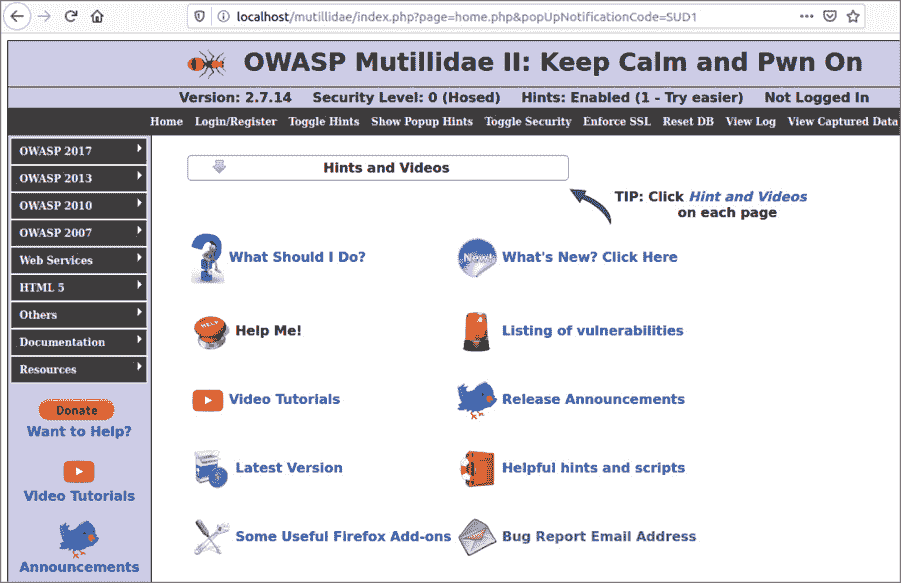 localhost/mutillidae/index.php?page=home.php&popUpNotificationCode=SUD1
OWASP Mutillidae II: Keep Calm and Pwn On
Version: 2.7.14 Security Level: 0 (Hosed) Hints: Enabled (1 - Try easier) Not Logged In
Home Login/Register Toggle Hints Show Popup Hints Toggle Security Enforce SSL Reset DB View Log View Captured Data
OWASP 2017
OWASP 2013
OWASP 2010
OWASP 2007
Web Services
HTML 5
Others
Documentation
Resources
Donate
Want to Help?
Video Tutorials
Announcements
Hints and Videos
TIP: Click Hint and Videos
on each page
What Should I Do?
What's New? Click Here
Help Me!
Listing of vulnerabilities
Video Tutorials
Release Announcements
Latest Version
Helpful hints and scripts
Some Useful Firefox Add-ons
Bug Report Email Address